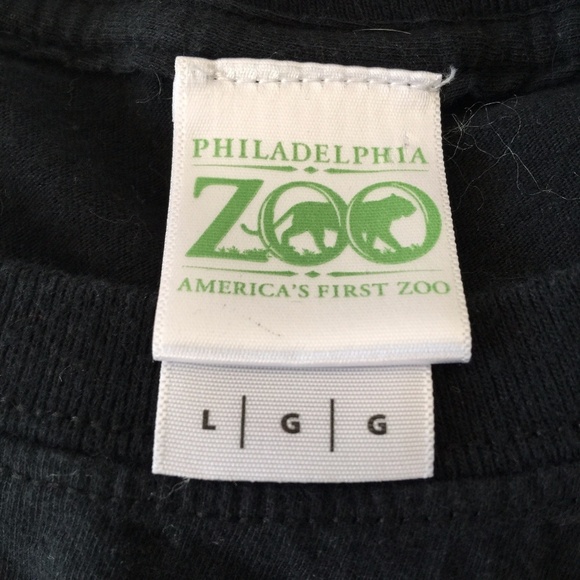 PHILADELPHIA
ZOO
AMERICA'S FIRST ZOO
L | G | G